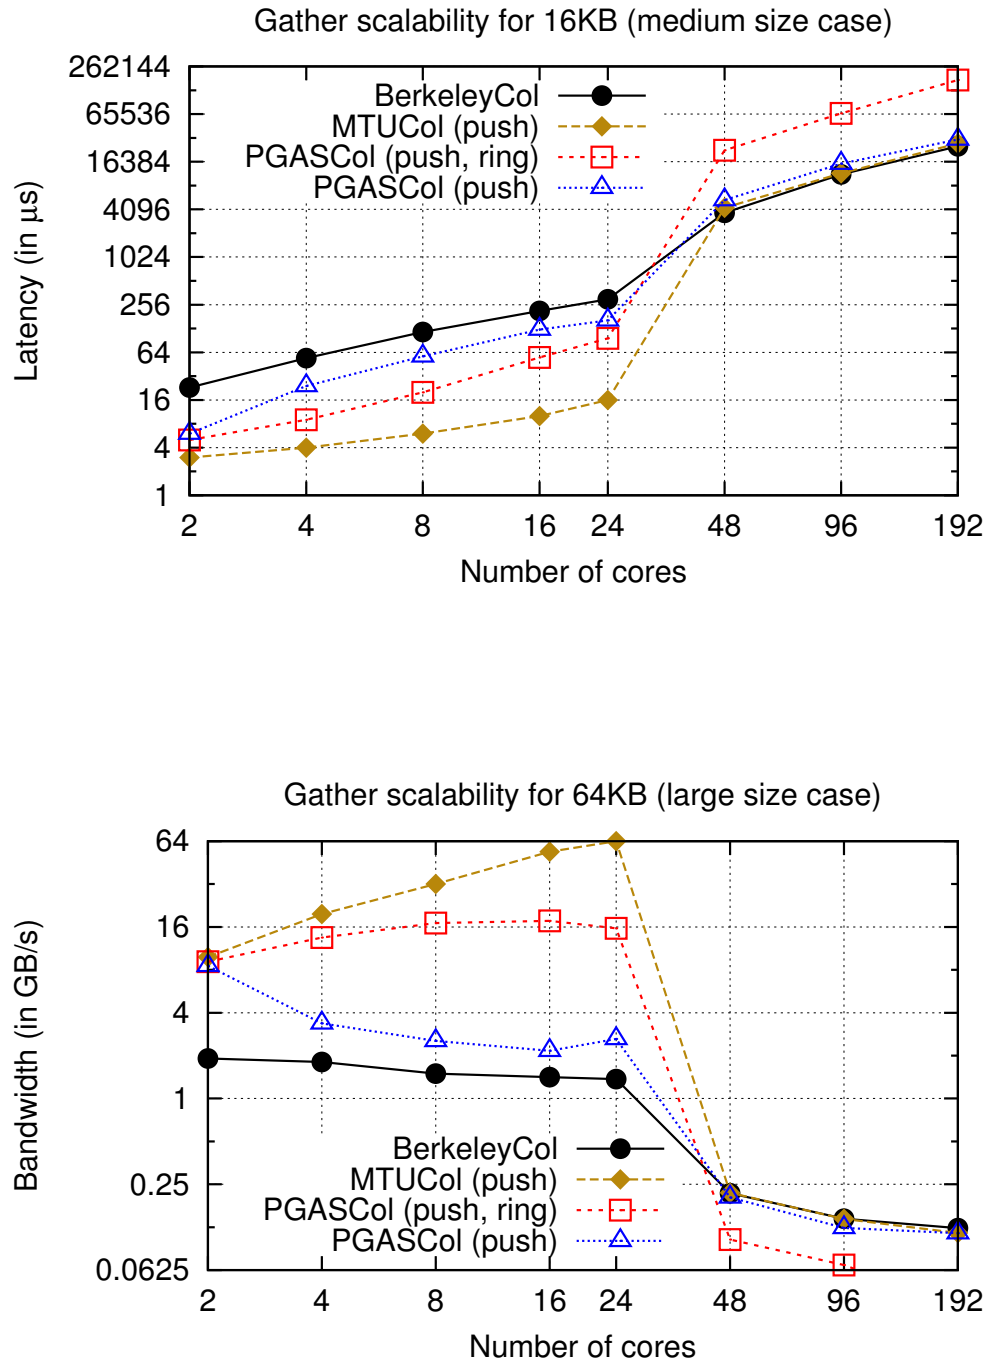 Gather scalability for 16KB (medium size case)
262144
65536
16384
4096
1024
256
64
16
4
1
Latency (in µs)
BerkeleyCol
MTUCol (push)
PGASCol (push, ring)
PGASCol (push)
2 4 8 16 24 48 96 192
Number of cores
Gather scalability for 64KB (large size case)
64
16
4
1
0.25
0.0625
Bandwidth (in GB/s)
BerkeleyCol
MTUCol (push)
PGASCol (push, ring)
PGASCol (push)
2 4 8 16 24 48 96 192
Number of cores